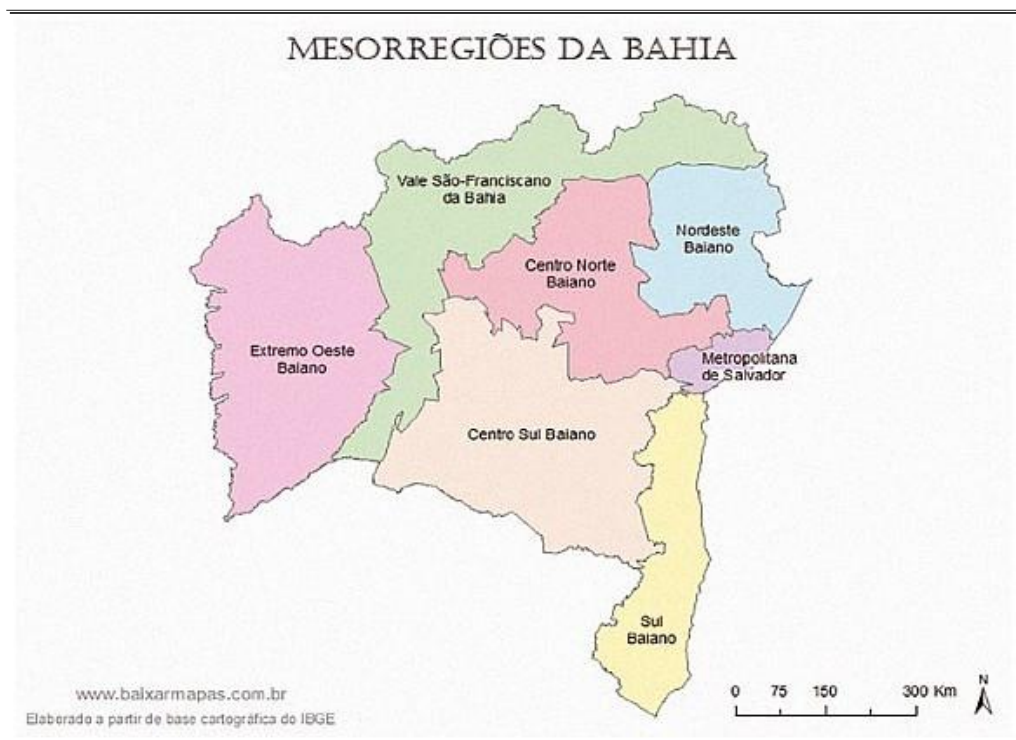 MESORREGIÕES DA BAHIA
Vale São-Franciscano
da Bahia
Nordeste
Baiano
Centro Norte
Baiano
Extremo Oeste
Baiano
Metropolitana
de Salvador
Centro Sul Baiano
Sul
Baiano
www.baixarmapas.com.br
Elaborado a partir de base cartográfica do IBGE
0 75 150 300 Km
N